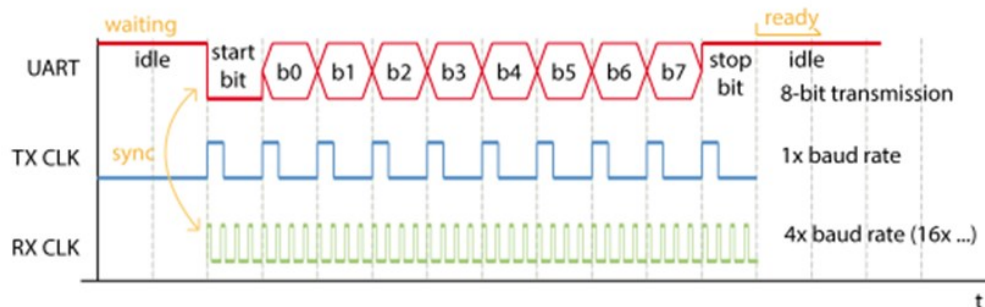 waiting
ready
UART
idle
start
bit
b0 b1 b2 b3 b4 b5 b6 b7
stop
bit
idle
8-bit transmission
sync
TX CLK
1x baud rate
RX CLK
4x baud rate (16x ...)
t